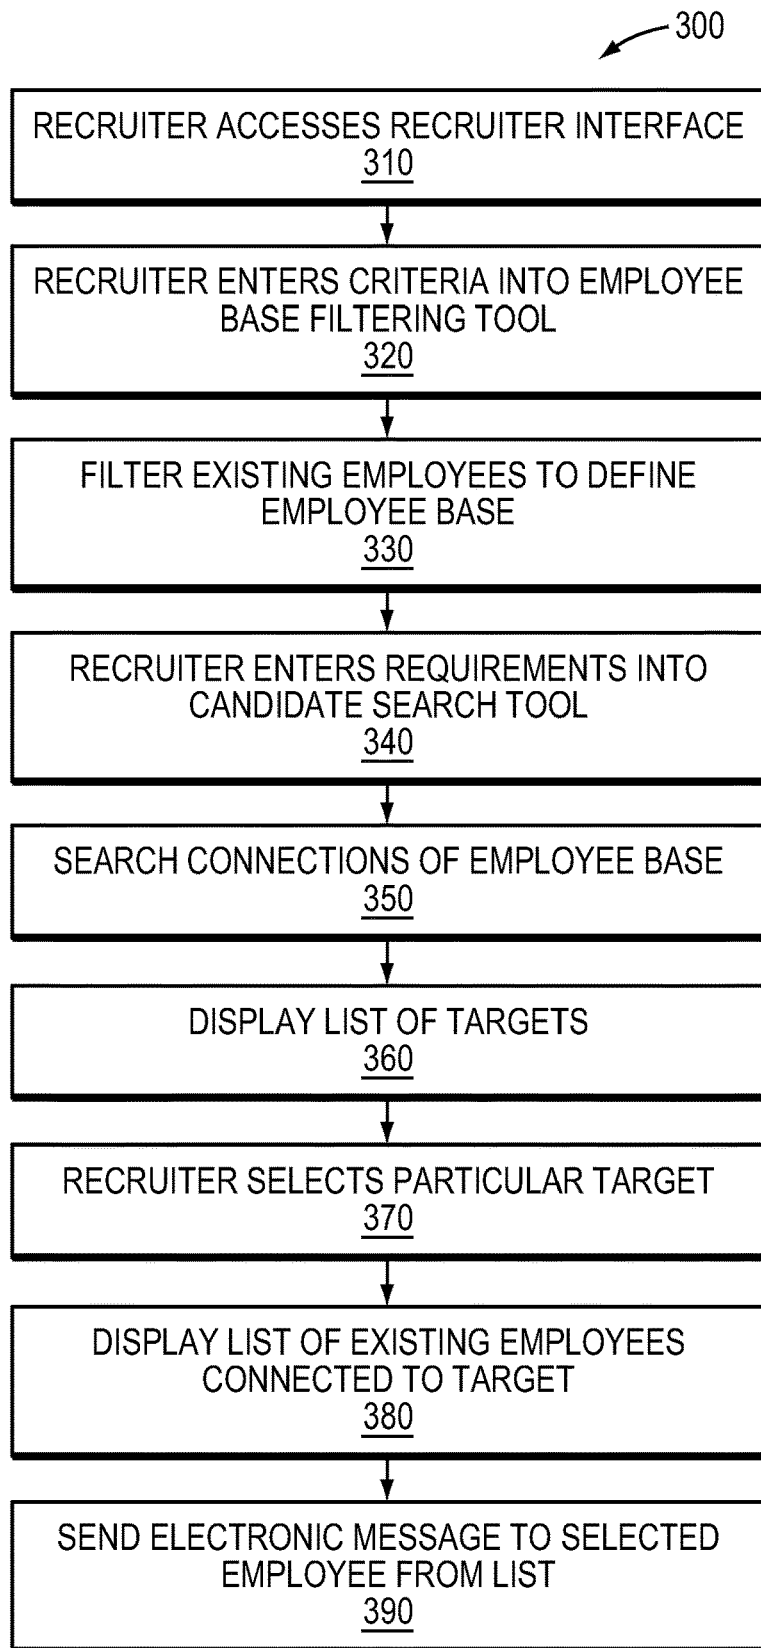 300
RECRUITER ACCESSES RECRUITER INTERFACE
310
RECRUITER ENTERS CRITERIA INTO EMPLOYEE
BASE FILTERING TOOL
320
FILTER EXISTING EMPLOYEES TO DEFINE
EMPLOYEE BASE
330
RECRUITER ENTERS REQUIREMENTS INTO
CANDIDATE SEARCH TOOL
340
SEARCH CONNECTIONS OF EMPLOYEE BASE
350
DISPLAY LIST OF TARGETS
360
RECRUITER SELECTS PARTICULAR TARGET
370
DISPLAY LIST OF EXISTING EMPLOYEES
CONNECTED TO TARGET
380
SEND ELECTRONIC MESSAGE TO SELECTED
EMPLOYEE FROM LIST
390